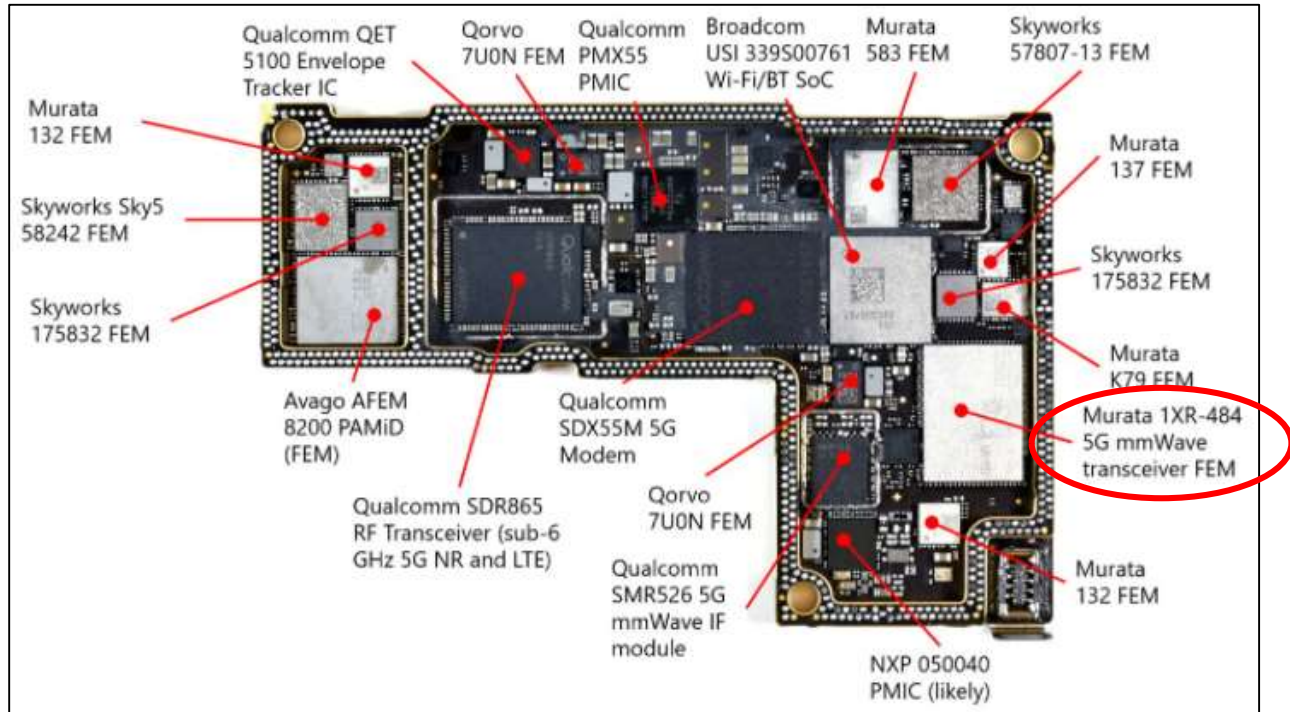 Qualcomm QET
5100 Envelope
Tracker IC
Qorvo
7U0N FEM
Qualcomm
PMX55
PMIC
Broadcom
USI 339S00761
Wi-Fi/BT SoC
Murata
583 FEM
Skyworks
57807-13 FEM
Murata
132 FEM
Murata
137 FEM
Skyworks Sky5
58242 FEM
Skyworks
175832 FEM
Skyworks
175832 FEM
Murata
K79 FEM
Avago AFEM
8200 PAMiD
(FEM)
Qualcomm
SDX55M 5G
Modem
Murata 1XR-484
5G mmWave
transceiver FEM
Qualcomm SDR865
RF Transceiver (sub-6
GHz 5G NR and LTE)
Qorvo
7U0N FEM
Qualcomm
SMR526 5G
mmWave IF
module
Murata
132 FEM
NXP 050040
PMIC (likely)